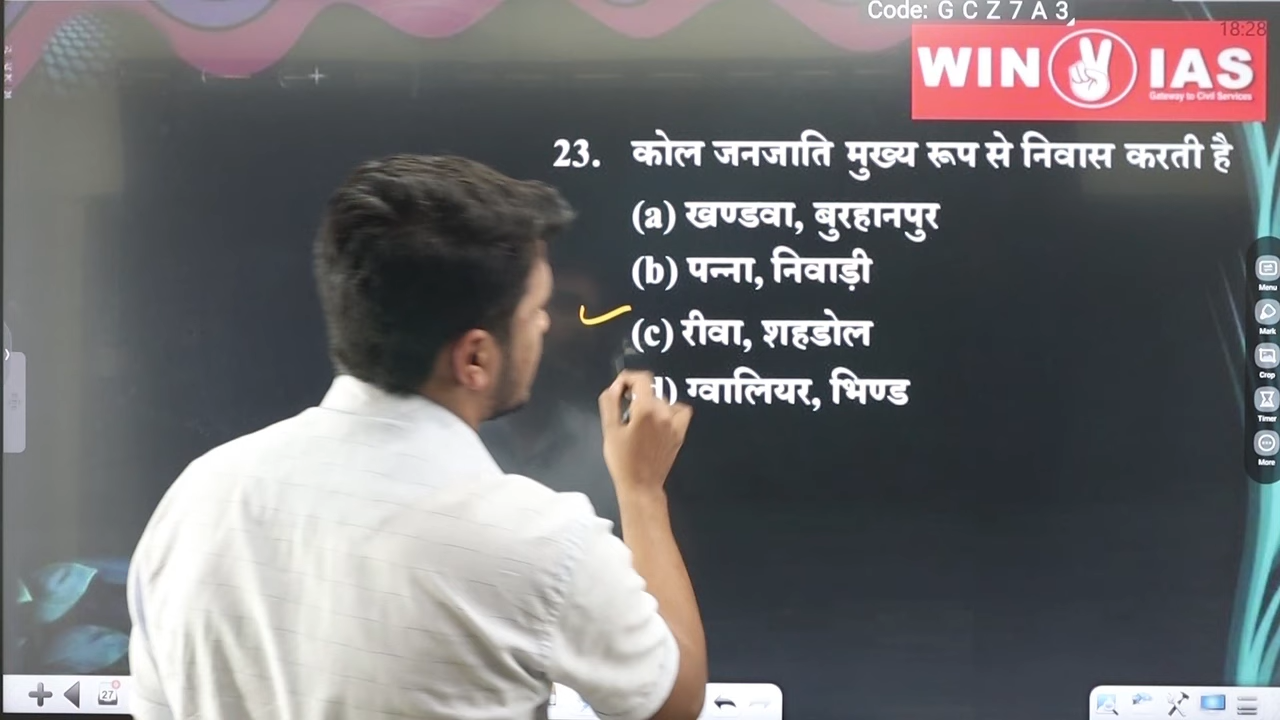 Code: G C Z 7 A 3
18:28
WIN IAS
Gateway to Civil Services
23. कोल जनजाति मुख्य रूप से निवास करती है
(a) खण्डवा, बुरहानपुर
(b) पन्ना, निवाड़ी
(c) रीवा, शहडोल
d) ग्वालियर, भिण्ड
Menu
Mark
Crop
Timer
More
27